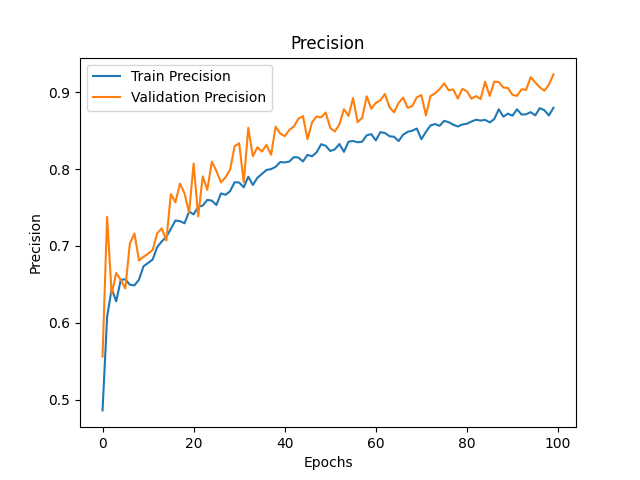 Precision
Train Precision
Validation Precision
Precision
0.9
0.8
0.7
0.6
0.5
0 20 40 60 80 100
Epochs